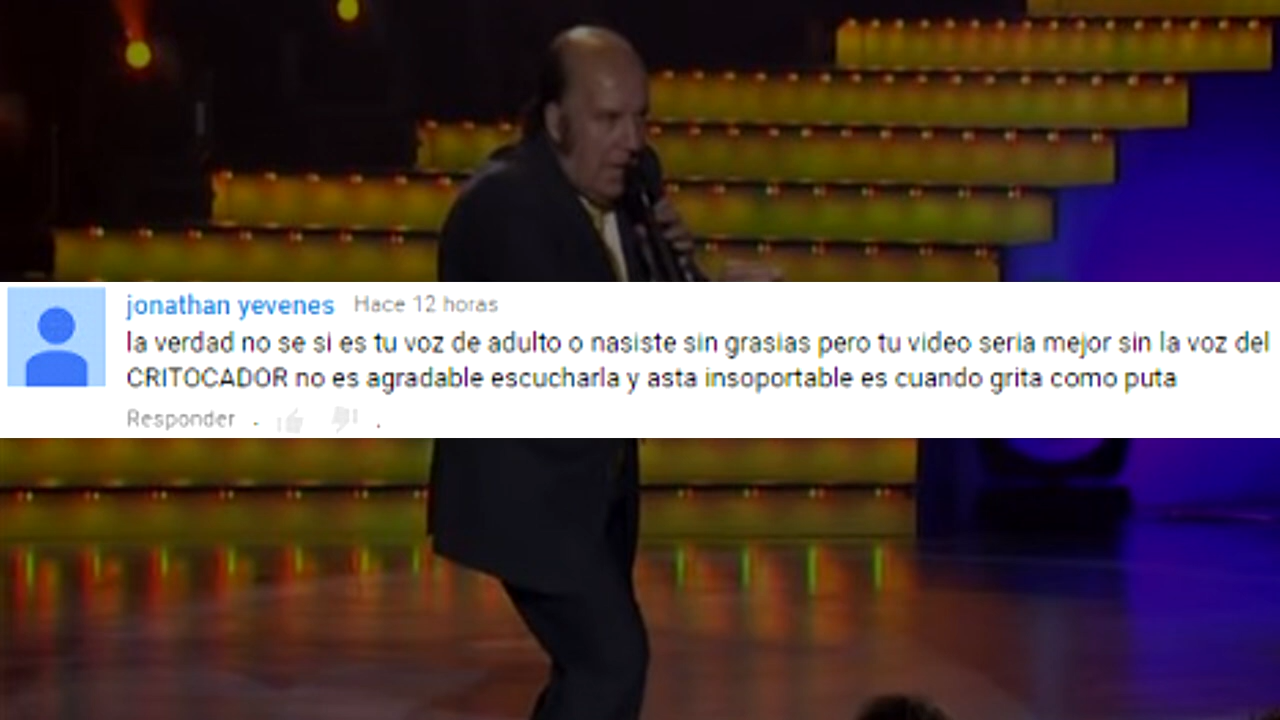 jonathan yevenes Hace 12 horas
la verdad no se si es tu voz de adulto o nasiste sin grasias pero tu video seria mejor sin la voz del
CRITOCADOR no es agradable escucharla y asta insoportable es cuando grita como puta
Responder